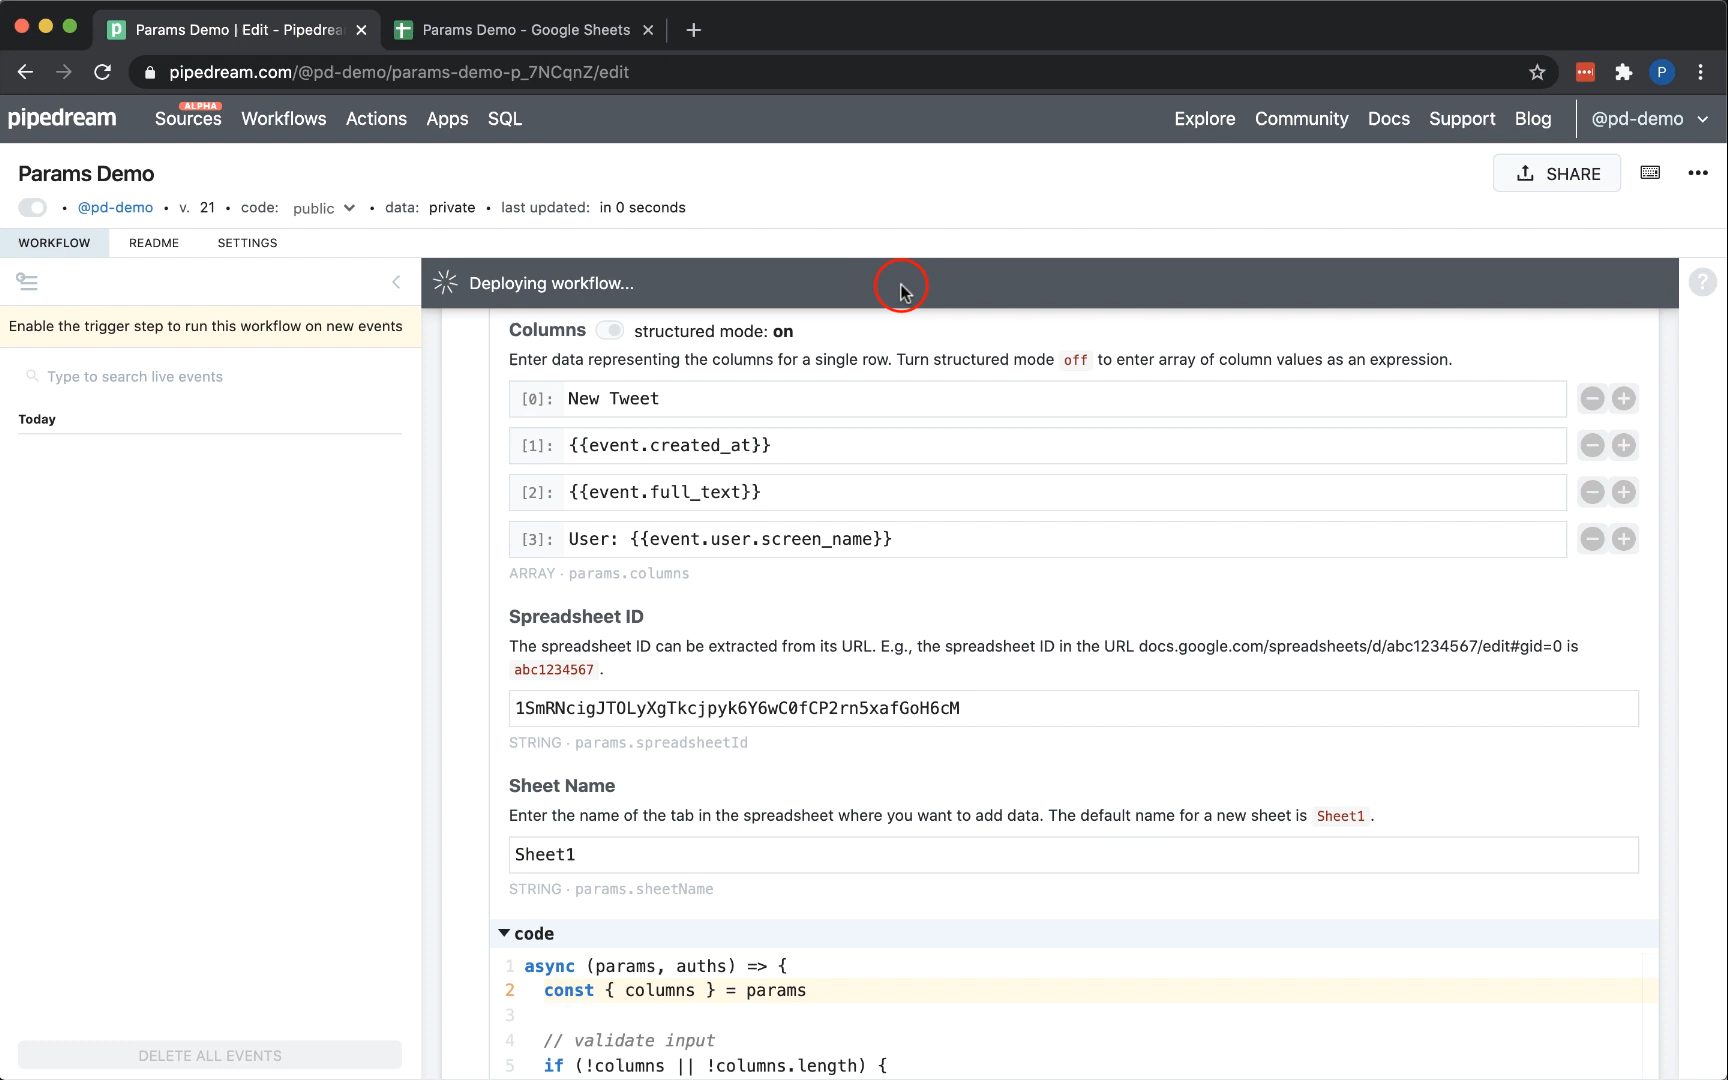 Params Demo | Edit - Pipedrea
Params Demo - Google Sheets
pipedream.com/@pd-demo/params-demo-p_7NCqnZ/edit
P
pipedream
ALPHA
Sources Workflows Actions Apps SQL
Explore Community Docs Support Blog @pd-demo
Params Demo
SHARE
• @pd-demo • v. 21 • code: public • data: private • last updated: in 0 seconds
WORKFLOW README SETTINGS
Deploying workflow...
?
Enable the trigger step to run this workflow on new events
Type to search live events
Today
DELETE ALL EVENTS
Columns structured mode: on
Enter data representing the columns for a single row. Turn structured mode off to enter array of column values as an expression.
[0]: New Tweet
[1]: {{event.created_at}}
[2]: {{event.full_text}}
[3]: User: {{event.user.screen_name}}
ARRAY · params.columns
Spreadsheet ID
The spreadsheet ID can be extracted from its URL. E.g., the spreadsheet ID in the URL docs.google.com/spreadsheets/d/abc1234567/edit#gid=0 is
abc1234567 .
1SmRNcigJTOLyXgTkcjpyk6Y6wC0fCP2rn5xafGoH6cM
STRING · params.spreadsheetId
Sheet Name
Enter the name of the tab in the spreadsheet where you want to add data. The default name for a new sheet is Sheet1 .
Sheet1
STRING · params.sheetName
code
1 async (params, auths) => {
2 const { columns } = params
3
4 // validate input
5 if (!columns || !columns.length) {